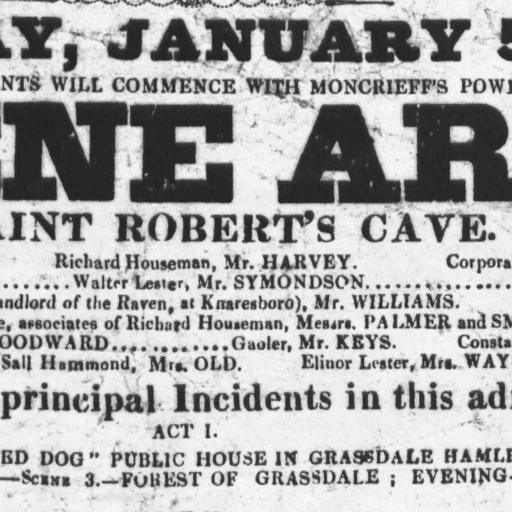 AY, JANUARY 5
NTS WILL COMMENCE WITH MONCRIEFF'S POW
NE AR
AINT ROBERT'S CAVE.
Richard Houseman, Mr. HARVEY. Corpora
........Walter Lester, Mr. SYMONDSON................
andlord of the Raven, at Knaresboro), Mr. WILLIAMS.
e, associates of Richard Houseman, Messrs. PALMER and SM
OODWARD.............Gaoler, Mr. KEYS. Consta
Sall Hammond, Mrs. OLD. Elinor Lester, Mrs. WAY
principal Incidents in this ad
ACT I.
ED DOG" PUBLIC HOUSE IN GRASSDALE HAMLE
—SCENE 3.—FOREST OF GRASSDALE ; EVENING-